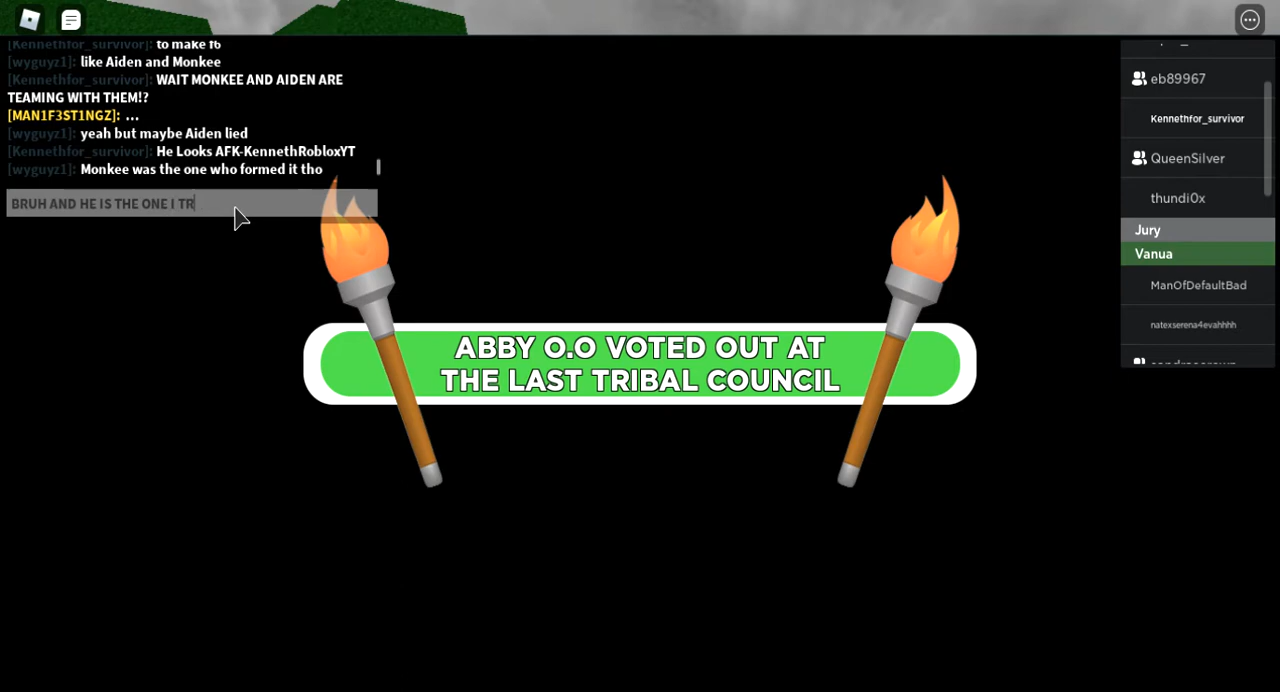 [Kennethfor_survivor]: to make f6
[wyguyz1]: like Aiden and Monkee
[Kennethfor_survivor]: WAIT MONKEE AND AIDEN ARE
TEAMING WITH THEM!?
[MAN1F3ST1NGZ]: ...
[wyguyz1]: yeah but maybe Aiden lied
[Kennethfor_survivor]: He Looks AFK-KennethRobloxYT
[wyguyz1]: Monkee was the one who formed it tho
BRUH AND HE IS THE ONE I TR
ABBY O.O VOTED OUT AT
THE LAST TRIBAL COUNCIL
eb89967
Kennethfor_survivor
QueenSilver
thundi0x
Jury
Vanua
ManOfDefaultBad
natexserena4evahhhh